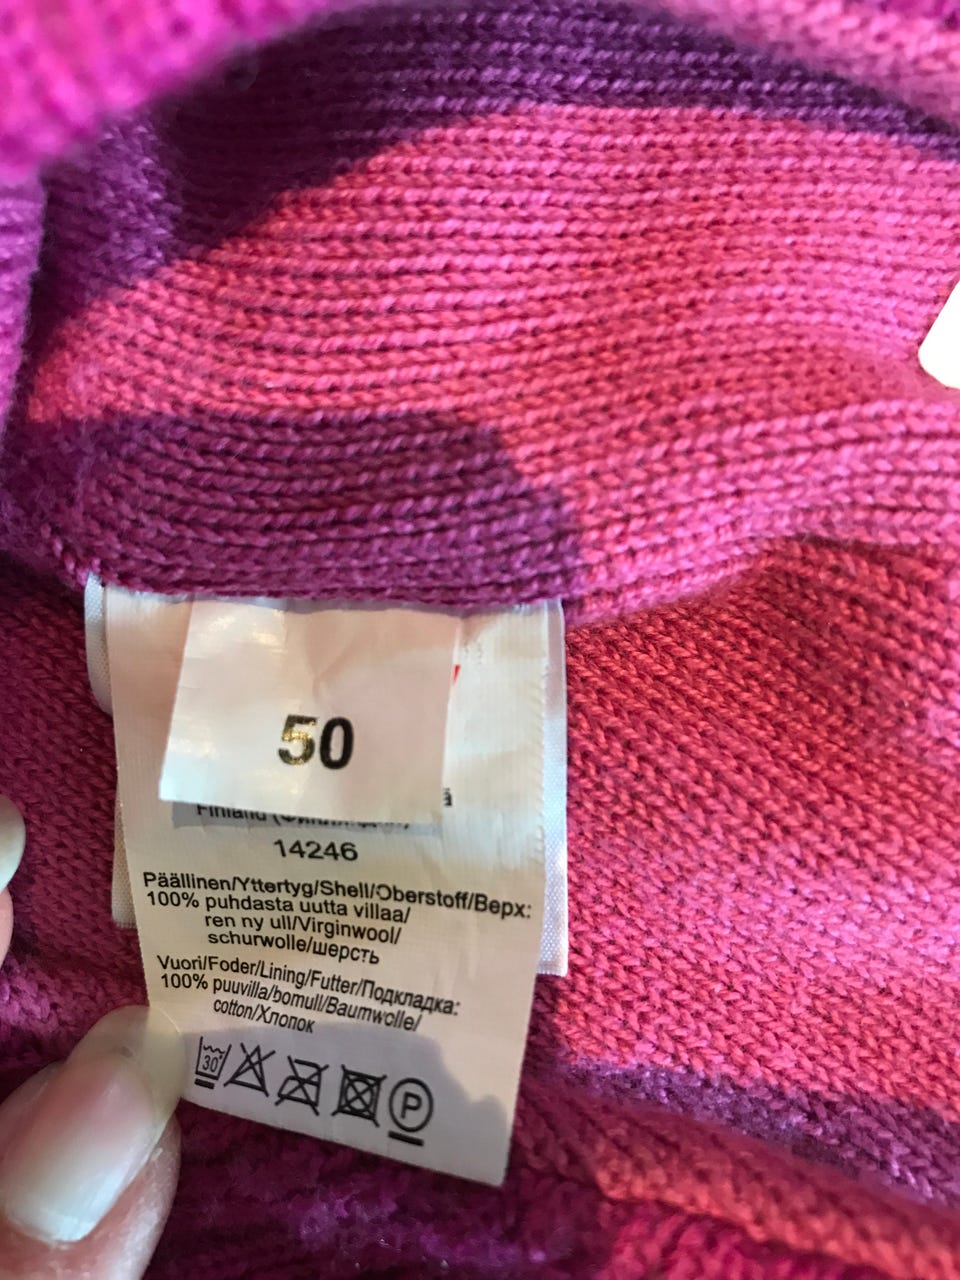 50
Finland
14246
Päällinen/Yttertyg/Shell/Oberstoff/Верх:
100% puhdasta uutta villaa/
ren ny ull/Virginwool/
schurwolle/шерсть
Vuori/Foder/Lining/Futter/Подкладка:
100% puuvilla/bomull/Baumwolle/
cotton/Хлопок
30
P